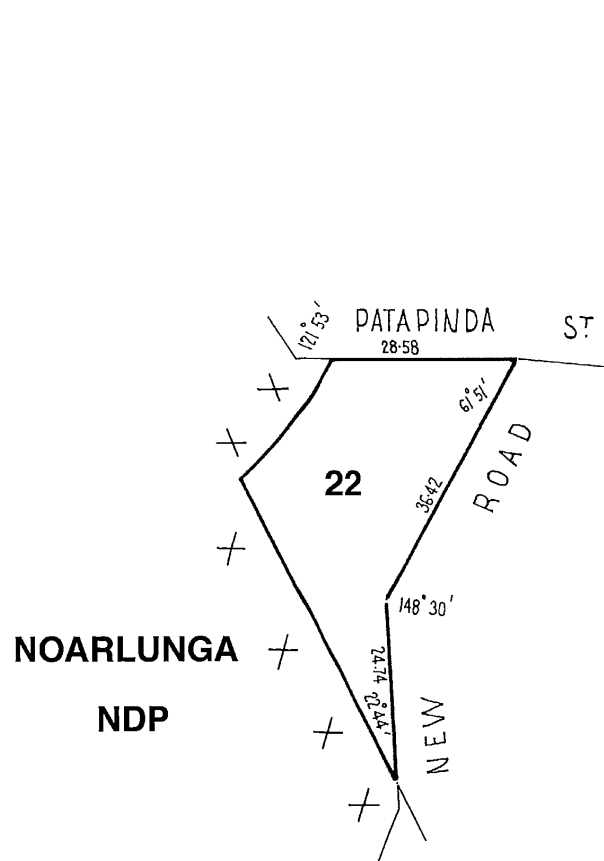 121° 53'
PATAPINDA ST
28·58
61° 51'
22
36·42
ROAD
148° 30'
NOARLUNGA
NDP
24·74 22° 44'
NEW